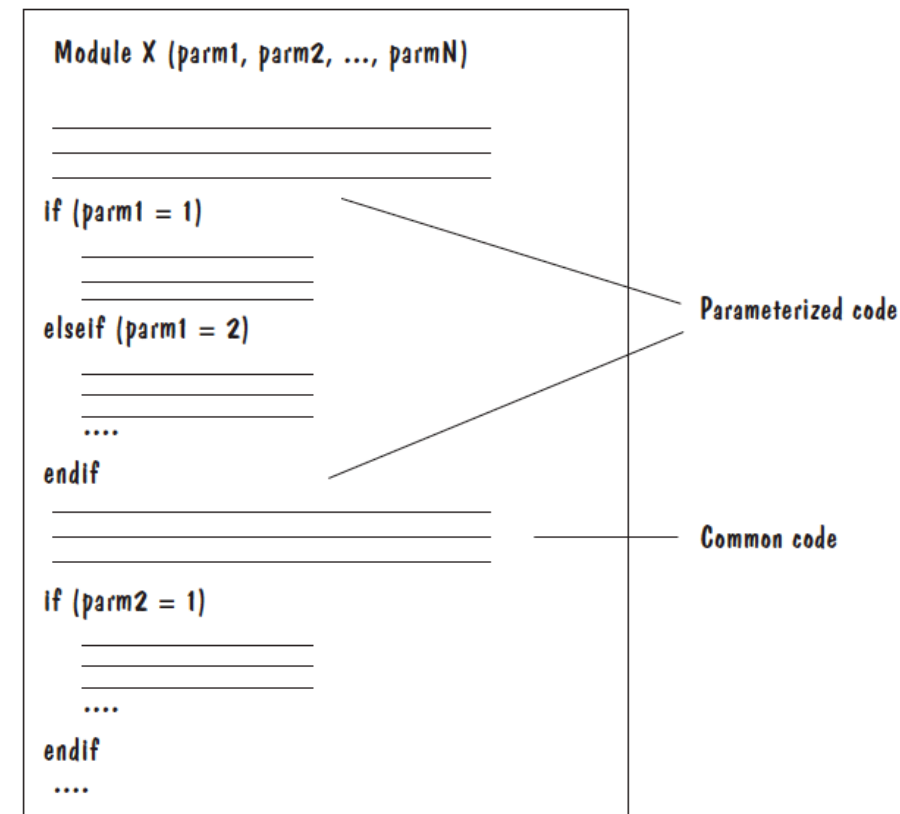 Module X (parm1, parm2, ..., parmN)
if (parm1 = 1)
elseif (parm1 = 2)
Parameterized code
....
endif
Common code
if (parm2 = 1)
....
endif
....